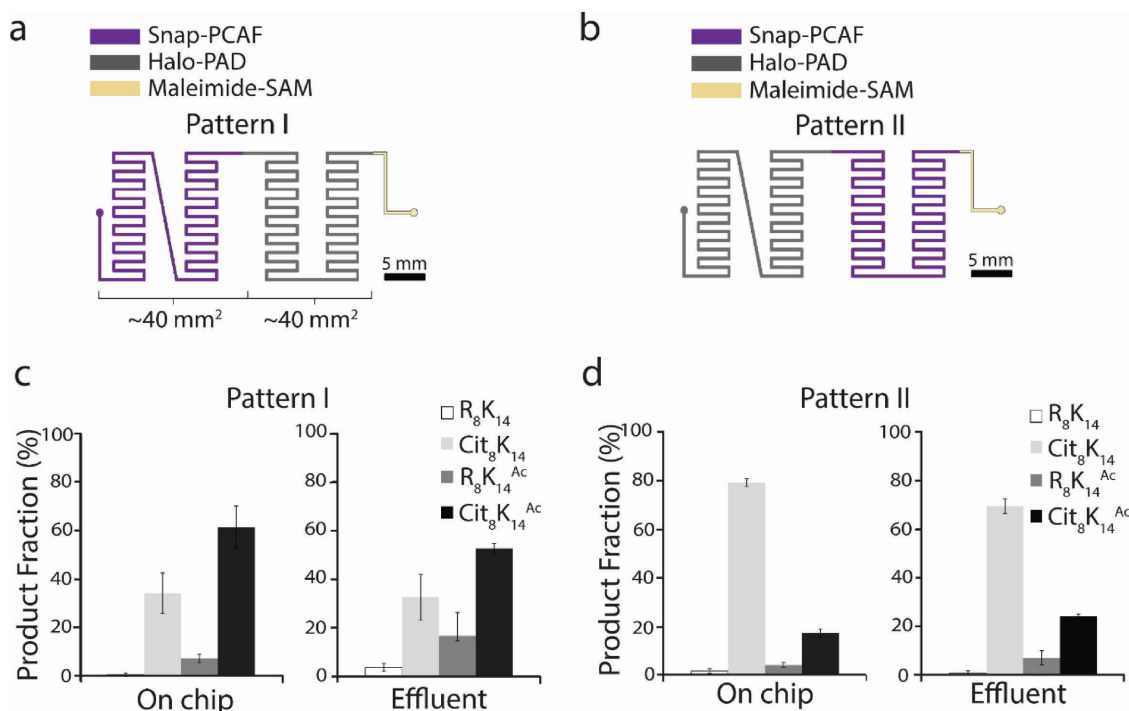 a
Snap-PCAF
Halo-PAD
Maleimide-SAM
Pattern I
5 mm
~40 mm²
~40 mm²
b
Snap-PCAF
Halo-PAD
Maleimide-SAM
Pattern II
5 mm
c
Pattern I
Product Fraction (%)
100
80
60
40
20
0
On chip
100
80
60
40
20
0
Effluent
R₈K₁₄
Cit₈K₁₄
R₈K₁₄ᴬᶜ
Cit₈K₁₄ᴬᶜ
d
Pattern II
Product Fraction (%)
100
80
60
40
20
0
On chip
100
80
60
40
20
0
Effluent
R₈K₁₄
Cit₈K₁₄
R₈K₁₄ᴬᶜ
Cit₈K₁₄ᴬᶜ